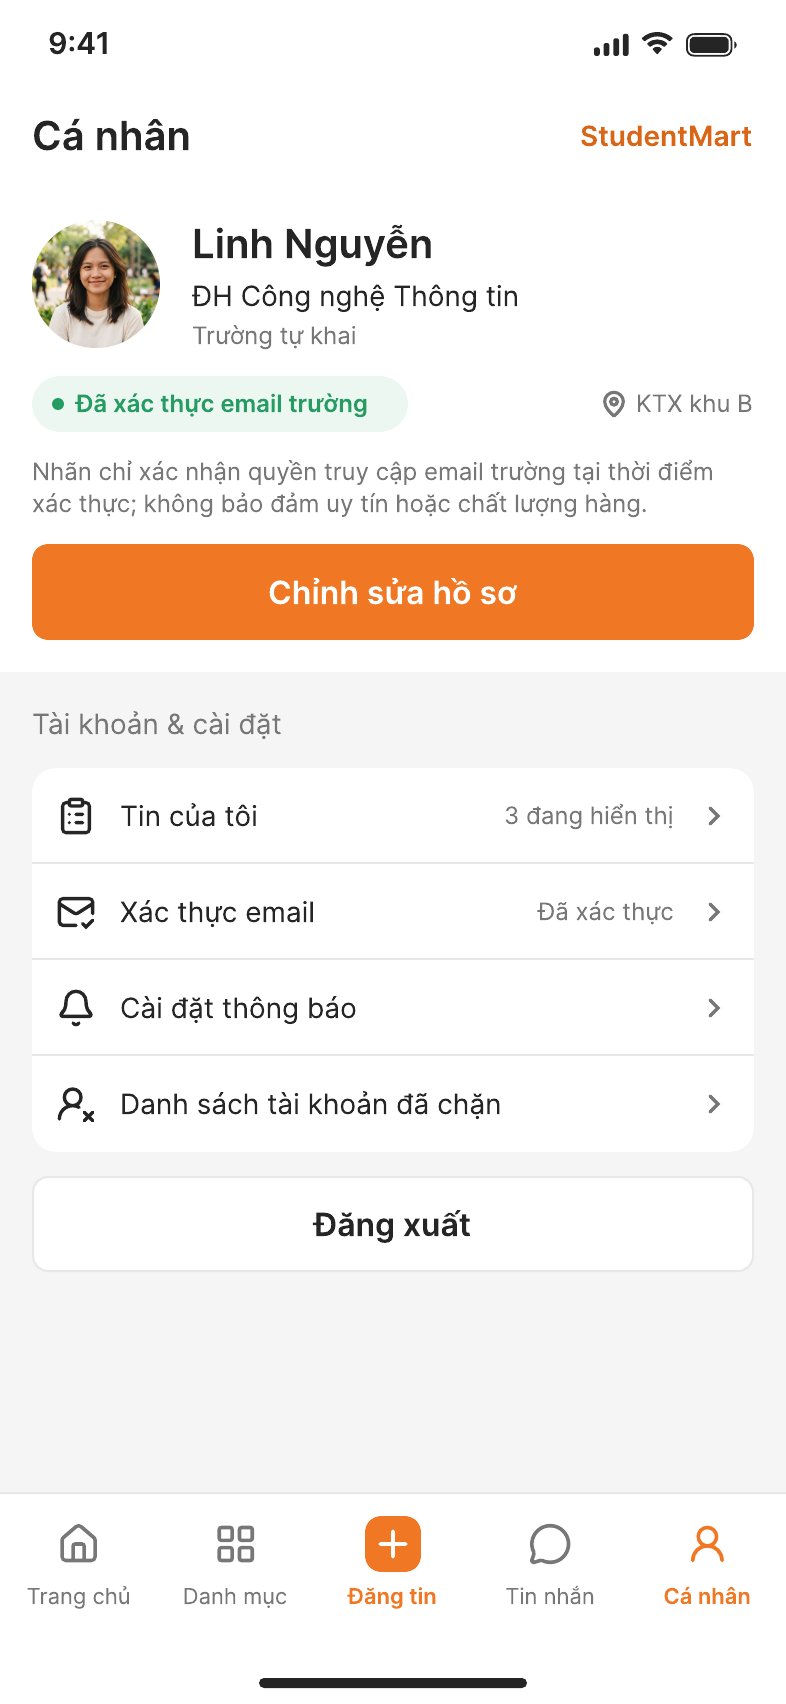 9:41
Cá nhân
StudentMart
Linh Nguyễn
ĐH Công nghệ Thông tin
Trường tự khai
Đã xác thực email trường
KTX khu B
Nhãn chỉ xác nhận quyền truy cập email trường tại thời điểm
xác thực; không bảo đảm uy tín hoặc chất lượng hàng.
Chỉnh sửa hồ sơ
Tài khoản & cài đặt
Tin của tôi
3 đang hiển thị
Xác thực email
Đã xác thực
Cài đặt thông báo
Danh sách tài khoản đã chặn
Đăng xuất
Trang chủ
Danh mục
Đăng tin
Tin nhắn
Cá nhân